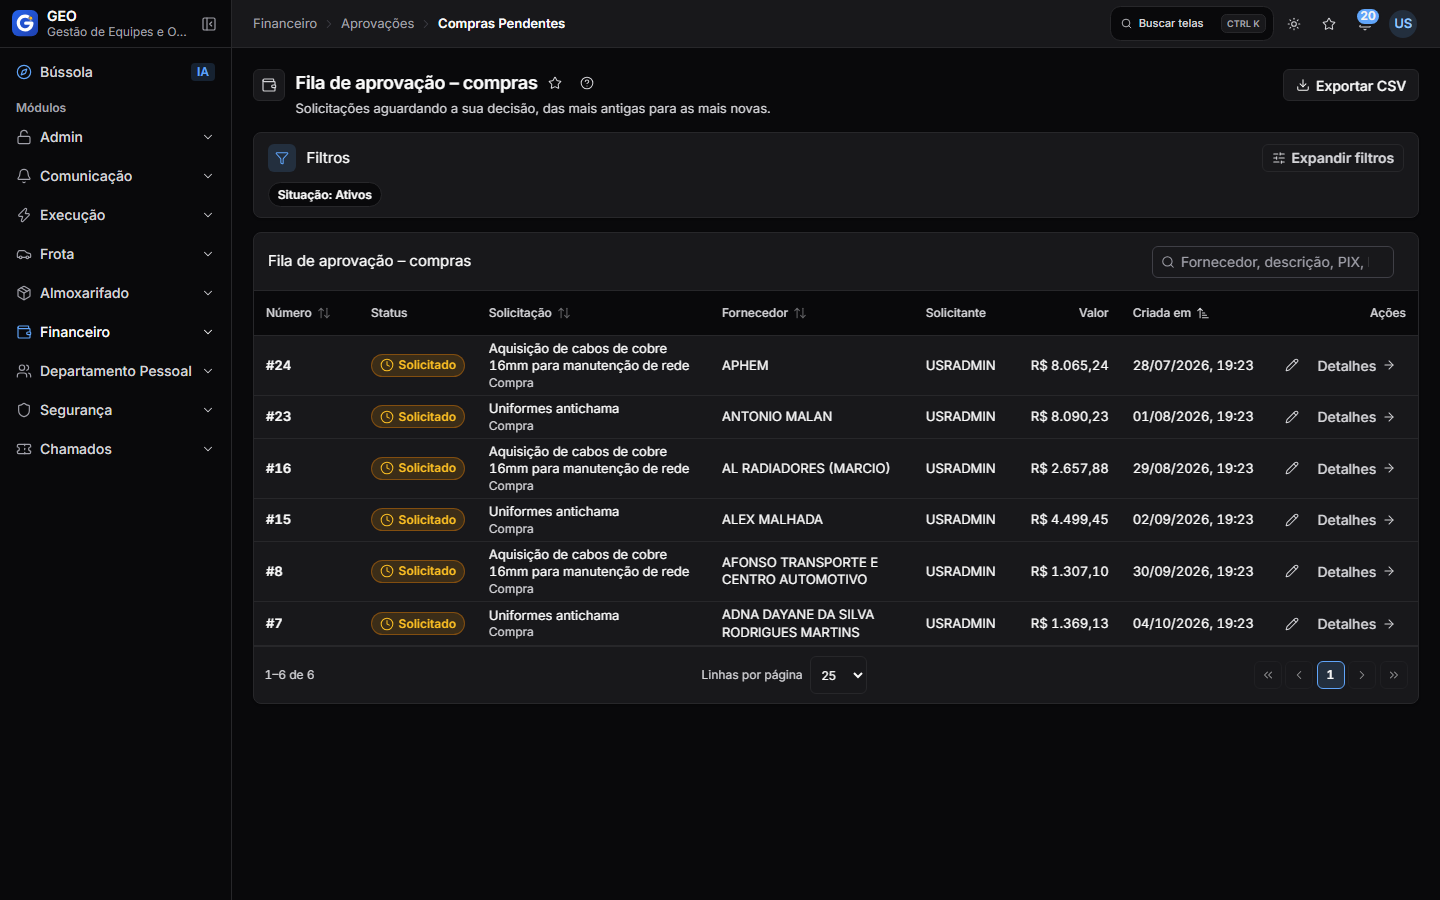 GEO
Gestão de Equipes e O...
Financeiro
Aprovações
Compras Pendentes
Buscar telas
CTRL K
20
US
Bússola
IA
Módulos
Admin
Comunicação
Execução
Frota
Almoxarifado
Financeiro
Departamento Pessoal
Segurança
Chamados
Fila de aprovação – compras
Solicitações aguardando a sua decisão, das mais antigas para as mais novas.
Exportar CSV
Filtros
Expandir filtros
Situação: Ativos
Fila de aprovação – compras
Fornecedor, descrição, PIX,
Número Status Solicitação Fornecedor Solicitante Valor Criada em Ações
#24 Solicitado Aquisição de cabos de cobre
16mm para manutenção de rede
Compra
APHEM USRADMIN R$ 8.065,24 28/07/2026, 19:23 Detalhes
#23 Solicitado Uniformes antichama
Compra
ANTONIO MALAN USRADMIN R$ 8.090,23 01/08/2026, 19:23 Detalhes
#16 Solicitado Aquisição de cabos de cobre
16mm para manutenção de rede
Compra
AL RADIADORES (MARCIO) USRADMIN R$ 2.657,88 29/08/2026, 19:23 Detalhes
#15 Solicitado Uniformes antichama
Compra
ALEX MALHADA USRADMIN R$ 4.499,45 02/09/2026, 19:23 Detalhes
#8 Solicitado Aquisição de cabos de cobre
16mm para manutenção de rede
Compra
AFONSO TRANSPORTE E
CENTRO AUTOMOTIVO
USRADMIN R$ 1.307,10 30/09/2026, 19:23 Detalhes
#7 Solicitado Uniformes antichama
Compra
ADNA DAYANE DA SILVA
RODRIGUES MARTINS
USRADMIN R$ 1.369,13 04/10/2026, 19:23 Detalhes
1–6 de 6
Linhas por página 25
1